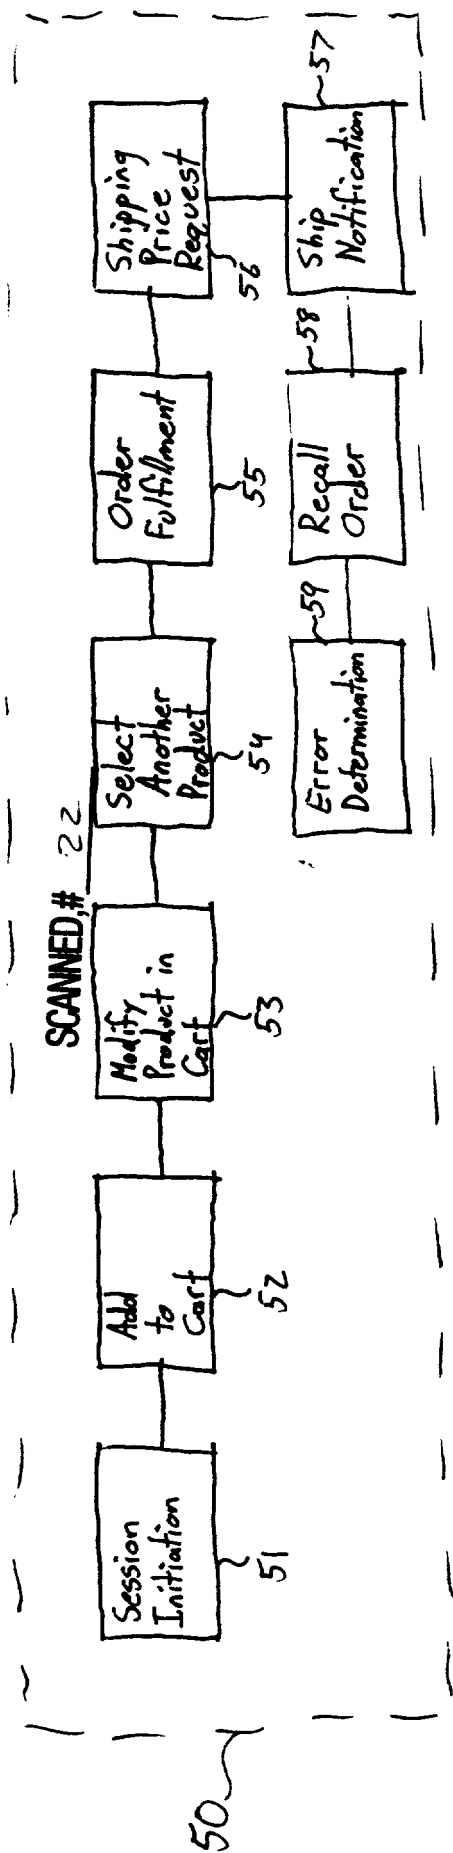 SCANNED,# 22
Session
Initiation
51
Add
to
Cart
52
Modify
Product in
Cart
53
Select
Another
Product
54
Order
Fulfillment
55
Shipping
Price
Request
56
57
Ship
Notification
58
Recall
Order
59
Error
Determination
50